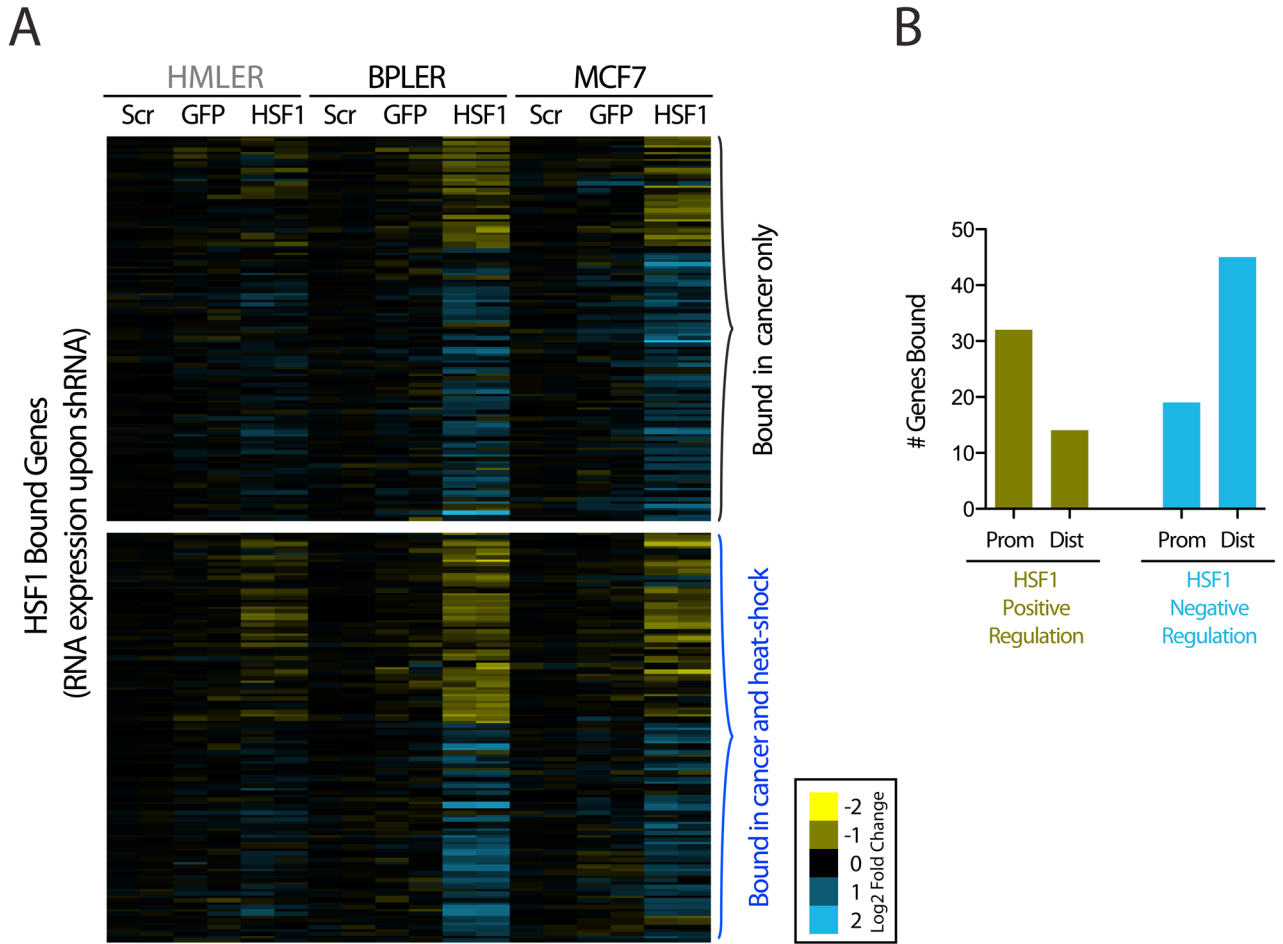 A
HMLER BPLER MCF7
Scr GFP HSF1 Scr GFP HSF1 Scr GFP HSF1
HSF1 Bound Genes
(RNA expression upon shRNA)
Bound in cancer only
Bound in cancer and heat-shock
-2
-1
0
1
2
Log2 Fold Change
B
# Genes Bound
50
40
30
20
10
0
Prom Dist Prom Dist
HSF1
Positive
Regulation
HSF1
Negative
Regulation